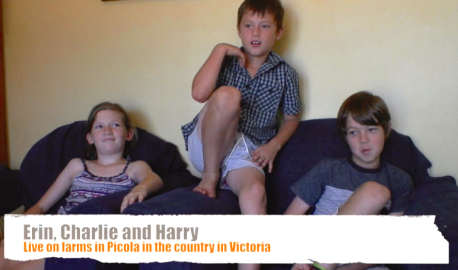 Erin, Charlie and Harry
Live on farms in Picola in the country in Victoria